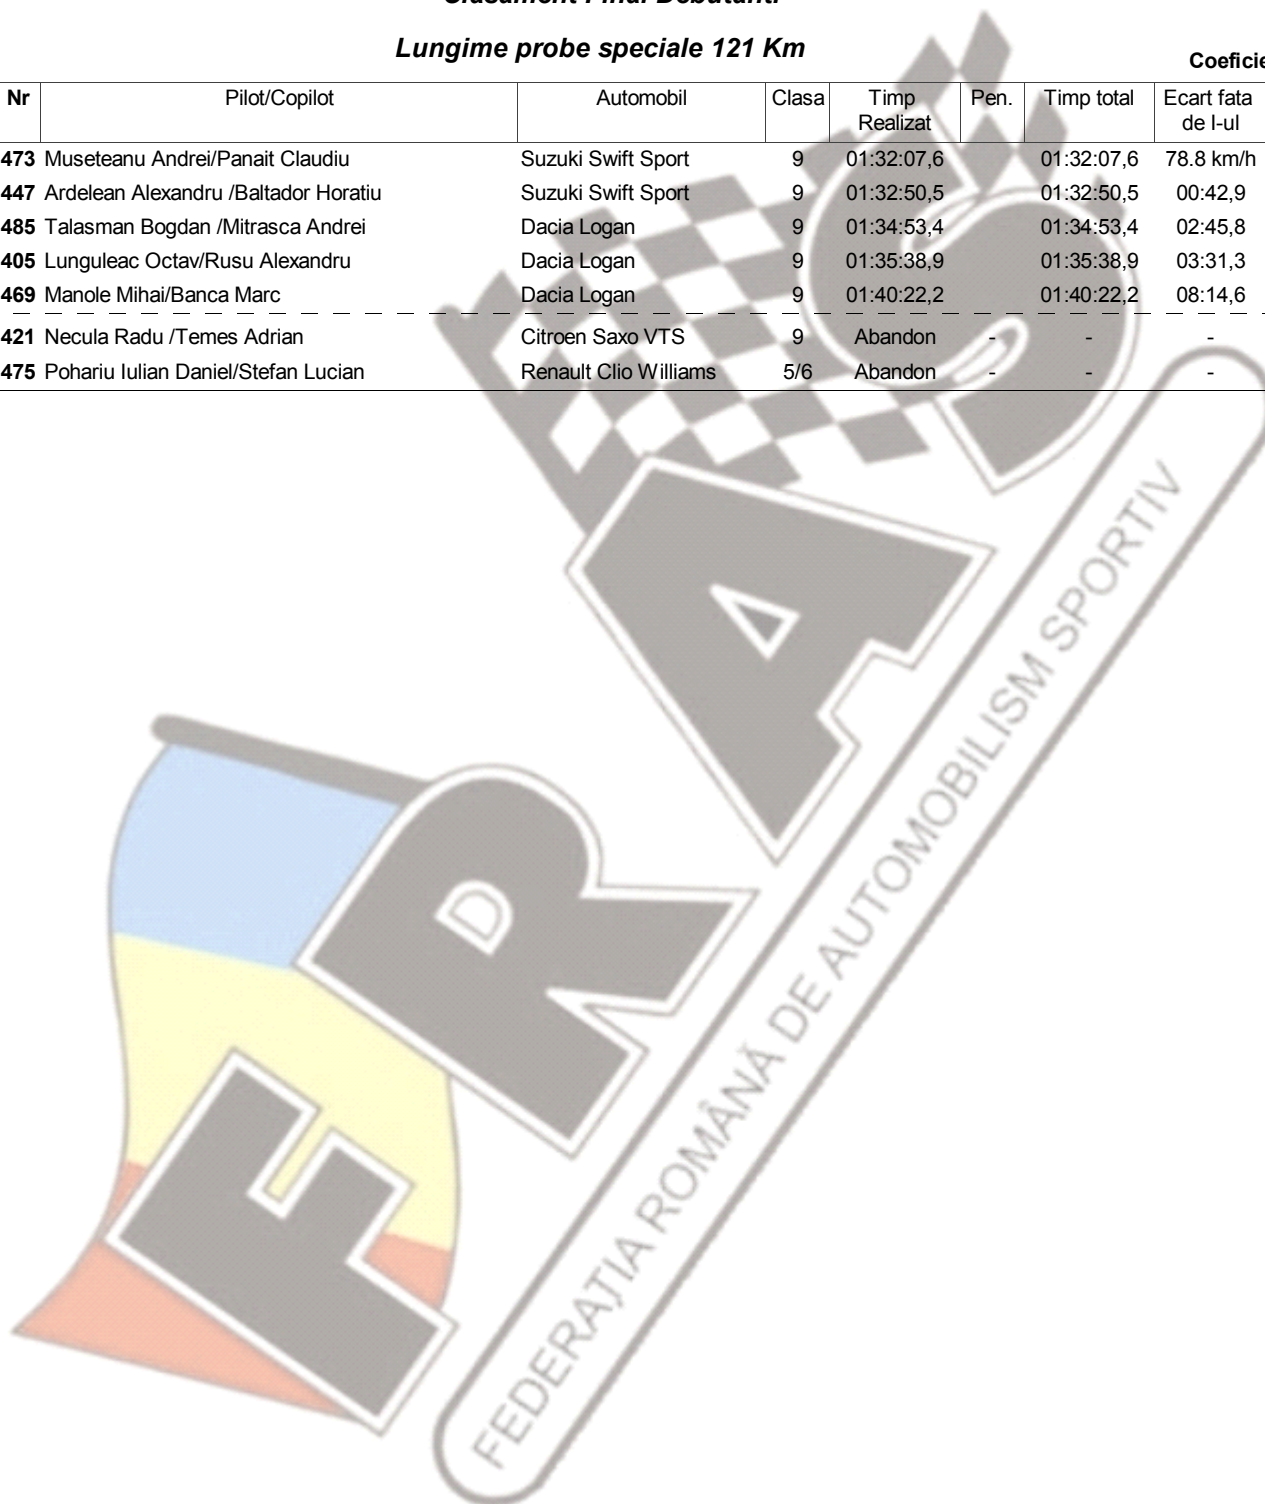 Clasament Final Debutanti
Lungime probe speciale 121 Km
Coeficie
Nr Pilot/Copilot Automobil Clasa Timp Realizat Pen. Timp total Ecart fata de I-ul
473 Museteanu Andrei/Panait Claudiu Suzuki Swift Sport 9 01:32:07,6 01:32:07,6 78.8 km/h
447 Ardelean Alexandru /Baltador Horatiu Suzuki Swift Sport 9 01:32:50,5 01:32:50,5 00:42,9
485 Talasman Bogdan /Mitrasca Andrei Dacia Logan 9 01:34:53,4 01:34:53,4 02:45,8
405 Lunguleac Octav/Rusu Alexandru Dacia Logan 9 01:35:38,9 01:35:38,9 03:31,3
469 Manole Mihai/Banca Marc Dacia Logan 9 01:40:22,2 01:40:22,2 08:14,6
421 Necula Radu /Temes Adrian Citroen Saxo VTS 9 Abandon - - -
475 Pohariu Iulian Daniel/Stefan Lucian Renault Clio Williams 5/6 Abandon - - -
FRAS
FEDERAŢIA ROMÂNĂ DE AUTOMOBILISM SPORTIV